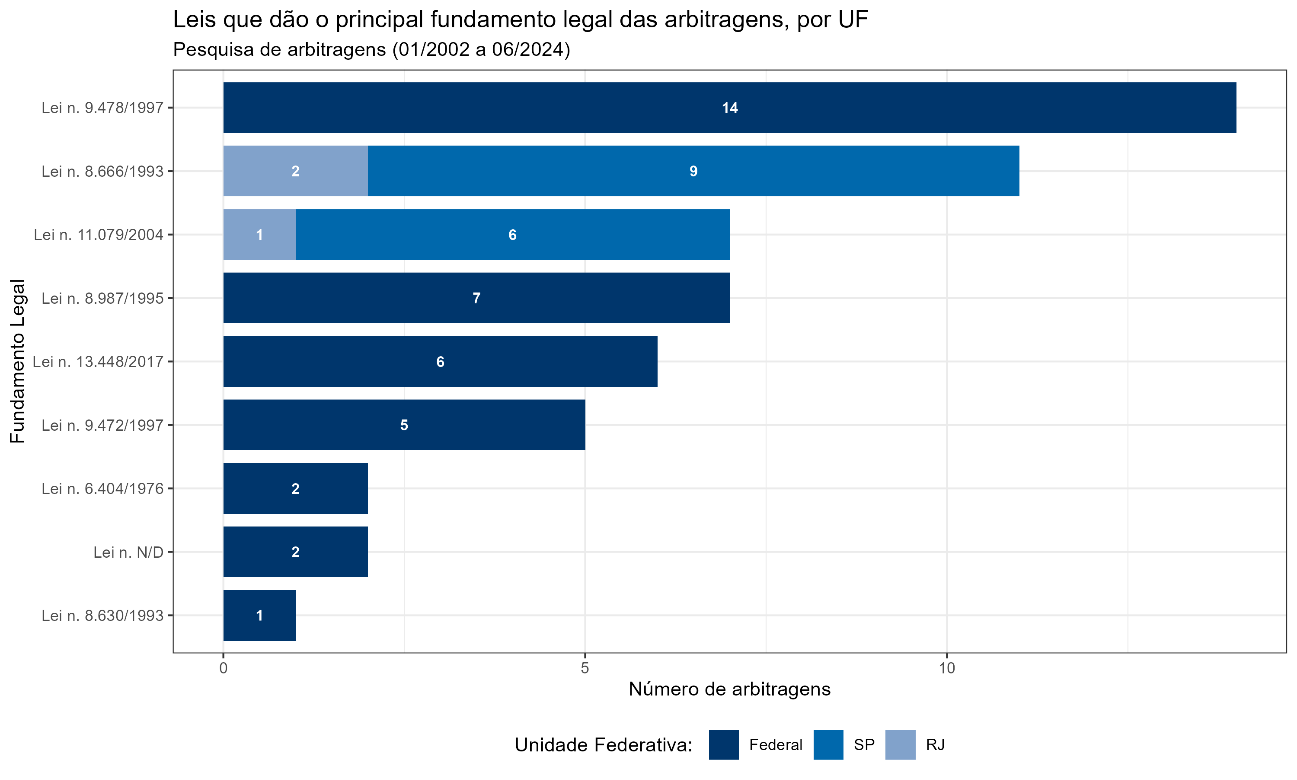 Leis que dão o principal fundamento legal das arbitragens, por UF
Pesquisa de arbitragens (01/2002 a 06/2024)
Fundamento Legal
Lei n. 9.478/1997
14
Lei n. 8.666/1993
2
9
Lei n. 11.079/2004
1
6
Lei n. 8.987/1995
7
Lei n. 13.448/2017
6
Lei n. 9.472/1997
5
Lei n. 6.404/1976
2
Lei n. N/D
2
Lei n. 8.630/1993
1
0
5
10
Número de arbitragens
Unidade Federativa:
Federal
SP
RJ